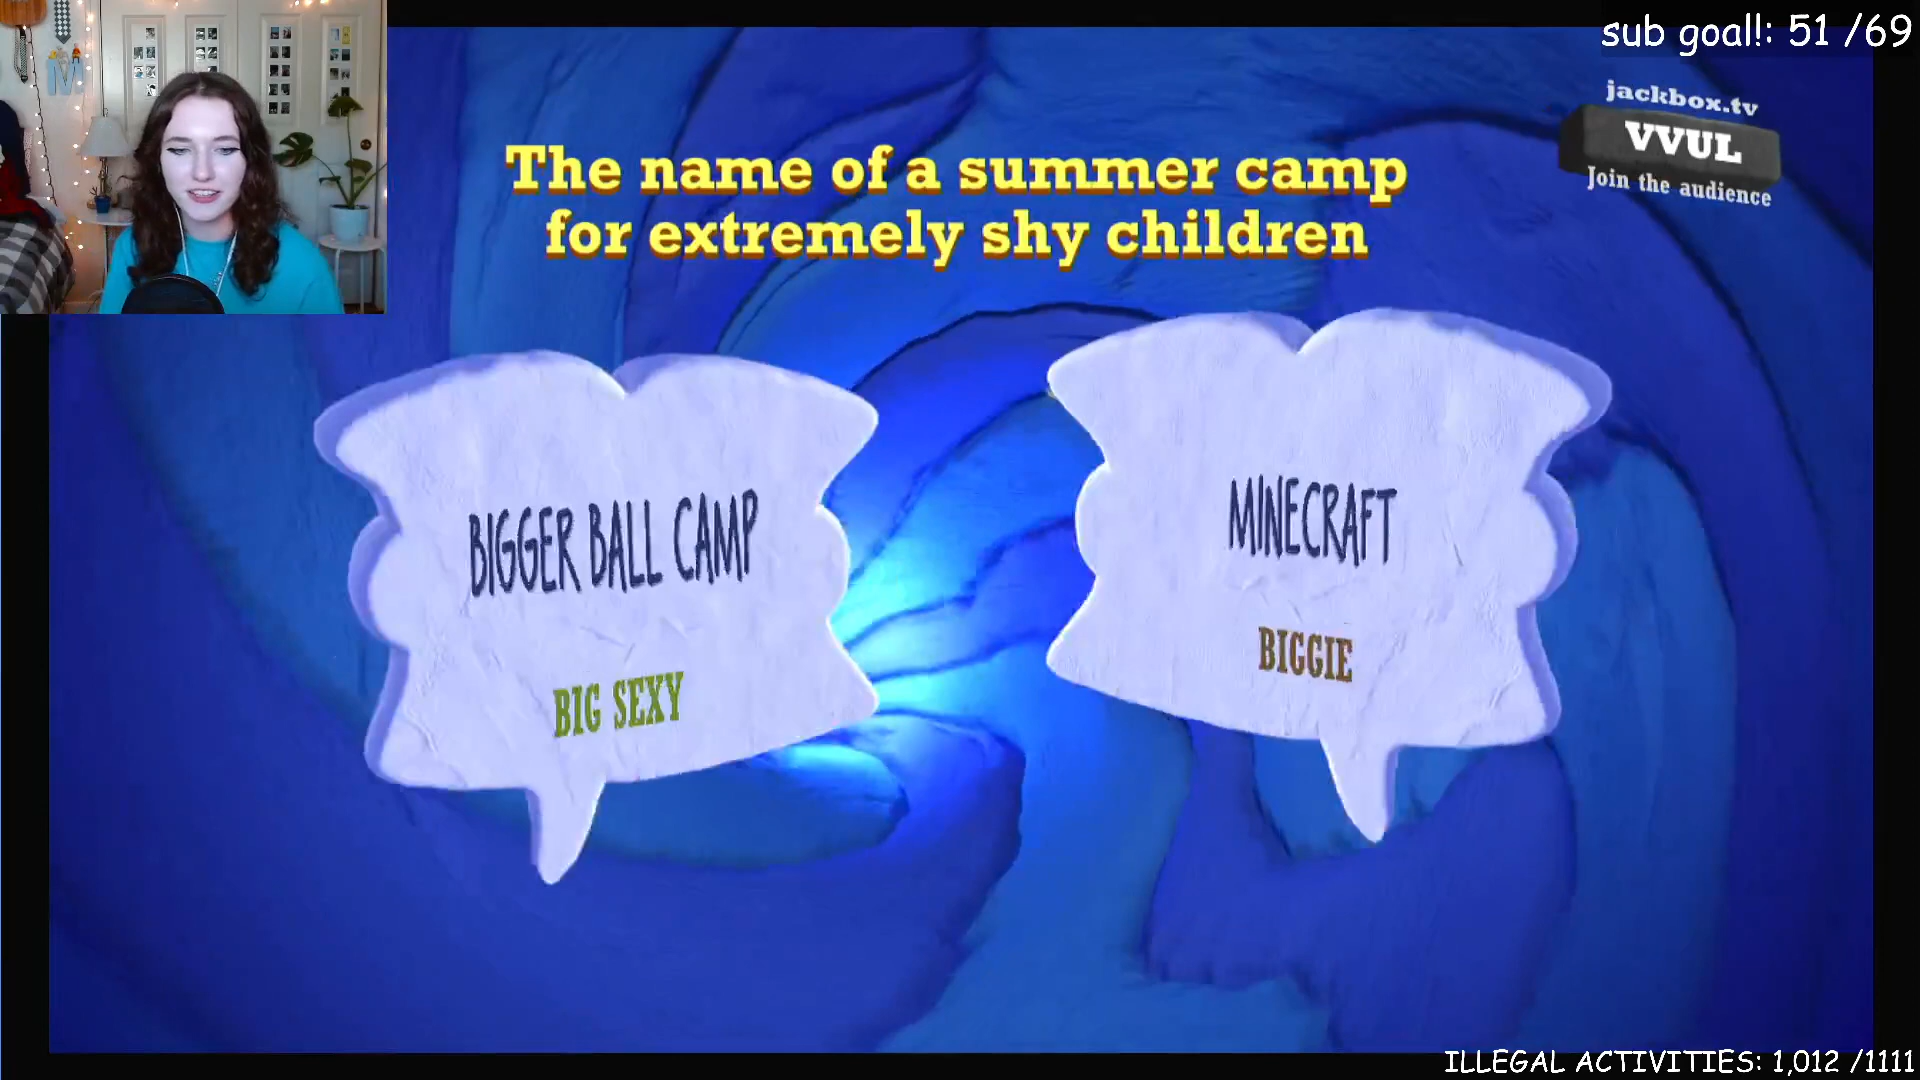 sub goal!: 51 /69
jackbox.tv
VVUL
Join the audience
The name of a summer camp
for extremely shy children
BIGGER BALL CAMP
BIG SEXY
MINECRAFT
BIGGIE
ILLEGAL ACTIVITIES: 1,012 /1111